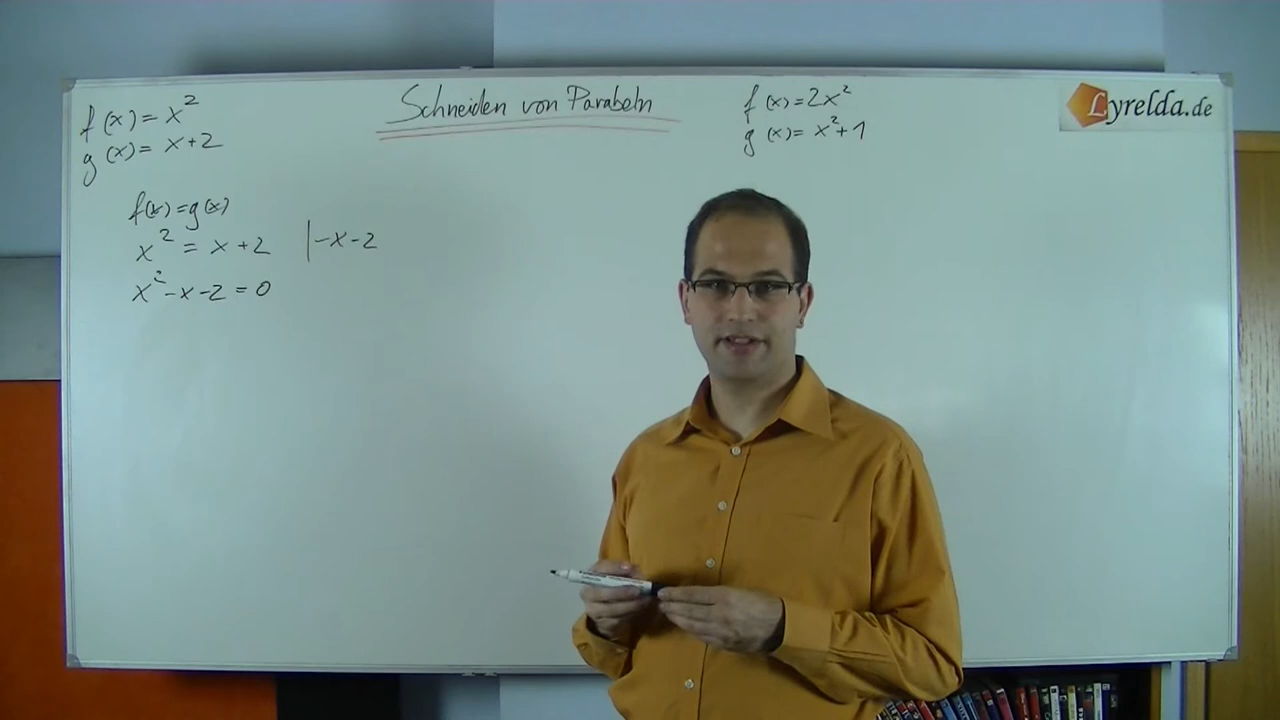 Schneiden von Parabeln
f(x)=x²
g(x)=x+2
f(x)=g(x)
x²=x+2 |-x-2
x²-x-2=0
f(x)=2x²
g(x)=x²+1
Lyrelda.de